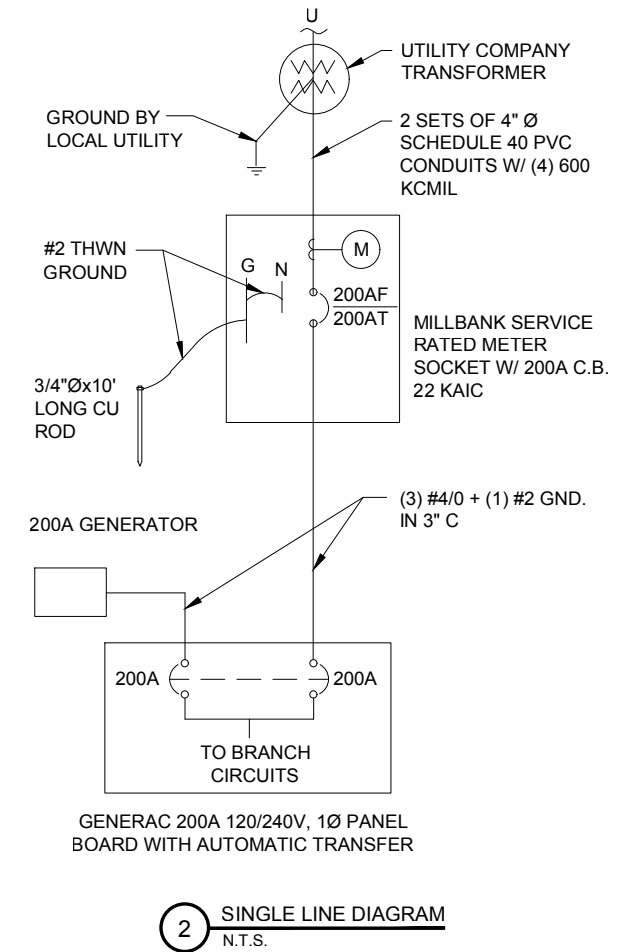 U
UTILITY COMPANY
TRANSFORMER
GROUND BY
LOCAL UTILITY
2 SETS OF 4" Ø
SCHEDULE 40 PVC
CONDUITS W/ (4) 600
KCMIL
#2 THWN
GROUND
G N
M
200AF
200AT
MILLBANK SERVICE
RATED METER
SOCKET W/ 200A C.B.
22 KAIC
3/4"Øx10'
LONG CU
ROD
(3) #4/0 + (1) #2 GND.
IN 3" C
200A GENERATOR
200A
200A
TO BRANCH
CIRCUITS
GENERAC 200A 120/240V, 1Ø PANEL
BOARD WITH AUTOMATIC TRANSFER
2
SINGLE LINE DIAGRAM
N.T.S.